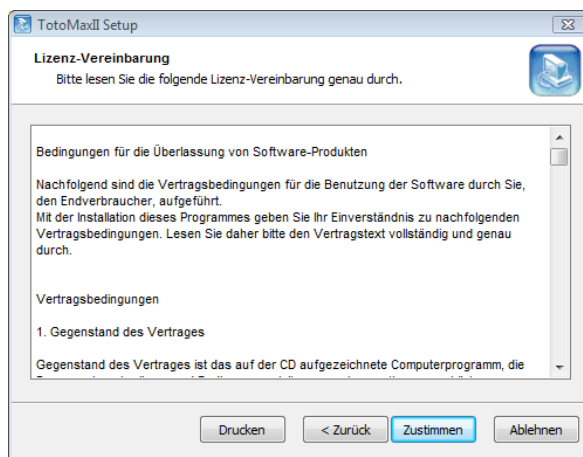 TotoMaxII Setup
Lizenz-Vereinbarung
Bitte lesen Sie die folgende Lizenz-Vereinbarung genau durch.
Bedingungen für die Überlassung von Software-Produkten
Nachfolgend sind die Vertragsbedingungen für die Benutzung der Software durch Sie,
den Endverbraucher, aufgeführt.
Mit der Installation dieses Programmes geben Sie Ihr Einverständnis zu nachfolgenden
Vertragsbedingungen. Lesen Sie daher bitte den Vertragstext vollständig und genau
durch.
Vertragsbedingungen
1. Gegenstand des Vertrages
Gegenstand des Vertrages ist das auf der CD aufgezeichnete Computerprogramm, die
Drucken
< Zurück
Zustimmen
Ablehnen